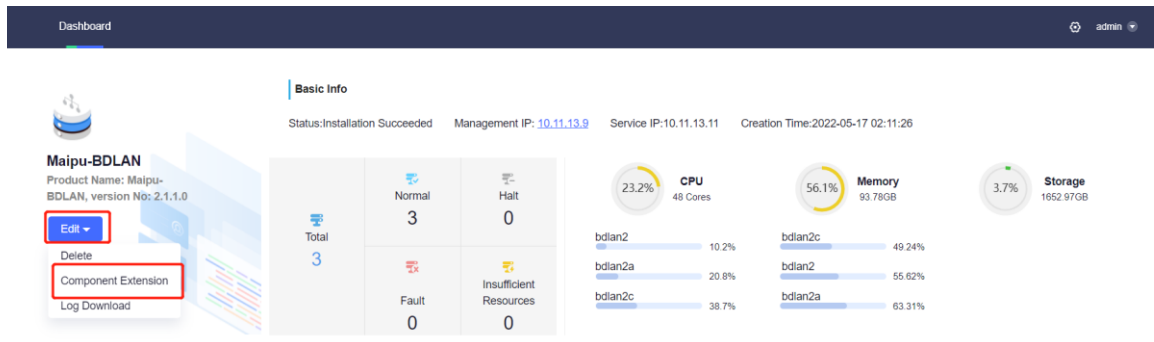 Dashboard
admin
Maipu-BDLAN
Product Name: Maipu-
BDLAN, version No: 2.1.1.0
Edit
Delete
Component Extension
Log Download
Basic Info
Status:Installation Succeeded Management IP: 10.11.13.9 Service IP:10.11.13.11 Creation Time:2022-05-17 02:11:26
Total
3
Normal
3
Halt
0
Fault
0
Insufficient
Resources
0
23.2%
CPU
48 Cores
bdlan2 10.2%
bdlan2a 20.8%
bdlan2c 38.7%
56.1%
Memory
93.78GB
bdlan2c 49.24%
bdlan2 55.62%
bdlan2a 63.31%
3.7%
Storage
1652.97GB